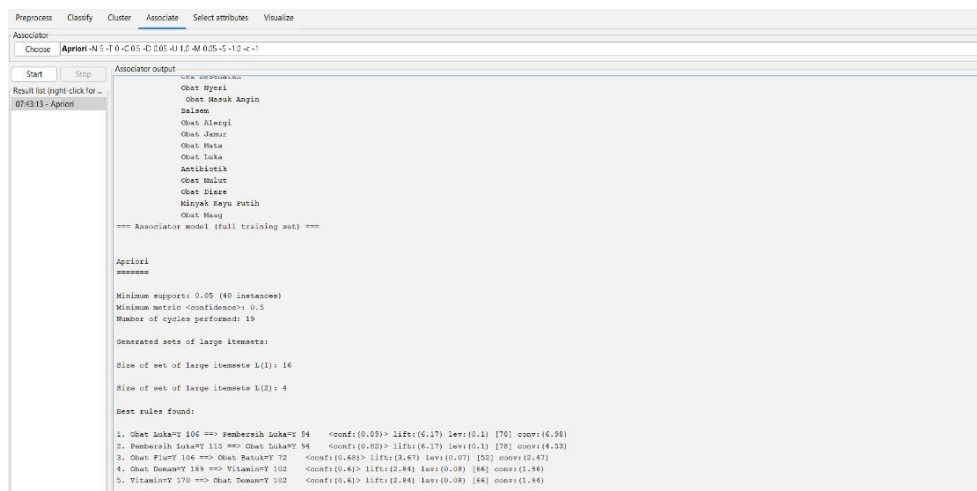 Preprocess Classify Cluster Associate Select attributes Visualize
Associator
Choose Apriori -N 5 -T 0 -C 0.5 -D 0.05 -U 1.0 -M 0.05 -S -1.0 -c -1
Start Stop
Result list (right-click for ...
07:43:13 - Apriori
Associator output
Cek Kesehatan
Obat Nyeri
Obat Masuk Angin
Balsem
Obat Alergi
Obat Jamur
Obat Mata
Obat Luka
Antibiotik
Obat Mulut
Obat Diare
Minyak Kayu Putih
Obat Maag
=== Associator model (full training set) ===
Apriori
=======
Minimum support: 0.05 (40 instances)
Minimum metric <confidence>: 0.5
Number of cycles performed: 19
Generated sets of large itemsets:
Size of set of large itemsets L(1): 16
Size of set of large itemsets L(2): 4
Best rules found:
1. Obat Luka=Y 106 ==> Pembersih Luka=Y 94 <conf:(0.89)> lift:(6.17) lev:(0.1) [78] conv:(6.98)
2. Pembersih Luka=Y 115 ==> Obat Luka=Y 94 <conf:(0.82)> lift:(6.17) lev:(0.1) [78] conv:(4.53)
3. Obat Flu=Y 106 ==> Obat Batuk=Y 72 <conf:(0.68)> lift:(3.67) lev:(0.07) [52] conv:(2.47)
4. Obat Demam=Y 169 ==> Vitamin=Y 102 <conf:(0.6)> lift:(2.84) lev:(0.08) [66] conv:(1.96)
5. Vitamin=Y 170 ==> Obat Demam=Y 102 <conf:(0.6)> lift:(2.84) lev:(0.08) [66] conv:(1.94)